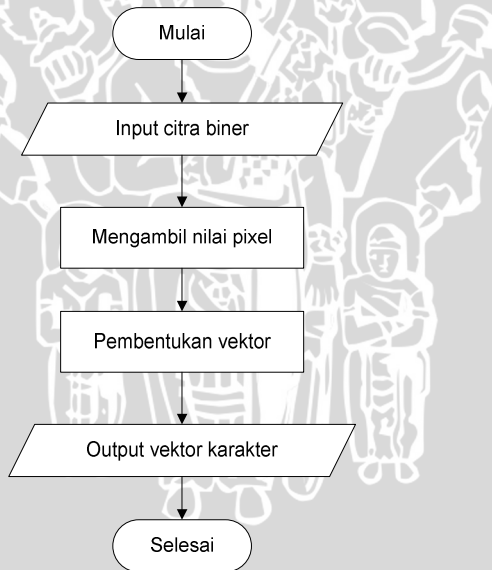 Mulai
Input citra biner
Mengambil nilai pixel
Pembentukan vektor
Output vektor karakter
Selesai